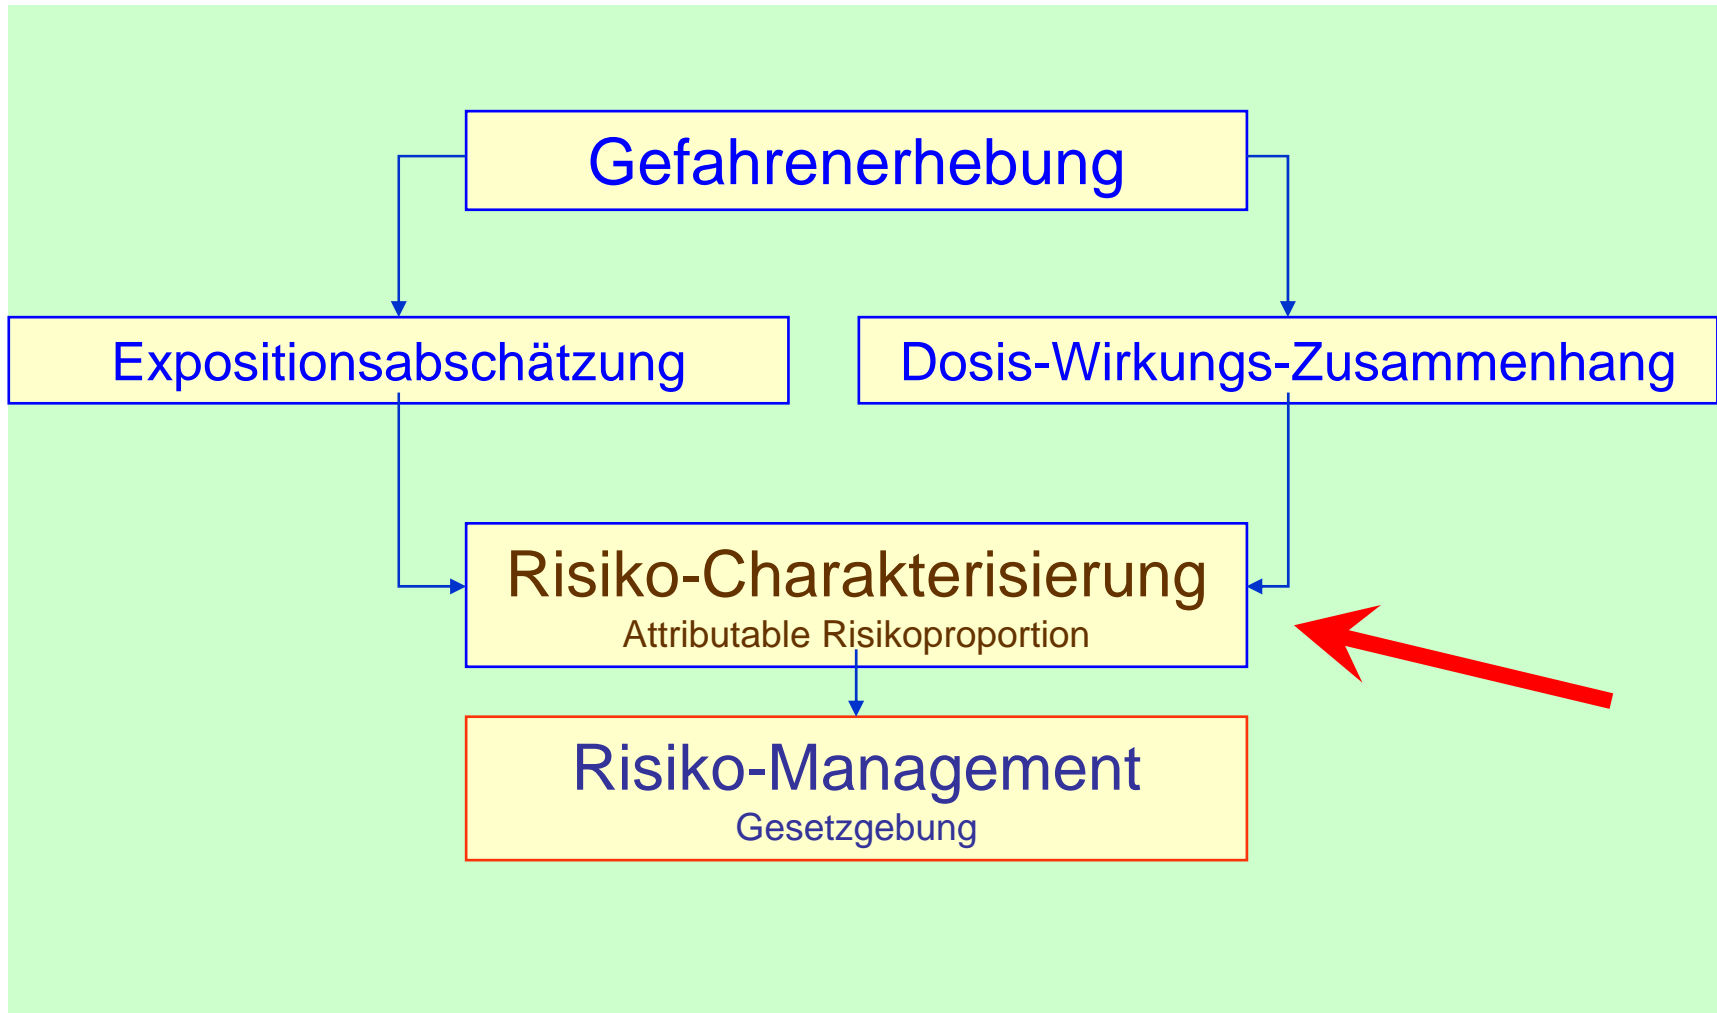 Gefahrenerhebung
Expositionsabschätzung
Dosis-Wirkungs-Zusammenhang
Risiko-Charakterisierung
Attributable Risikoproportion
Risiko-Management
Gesetzgebung